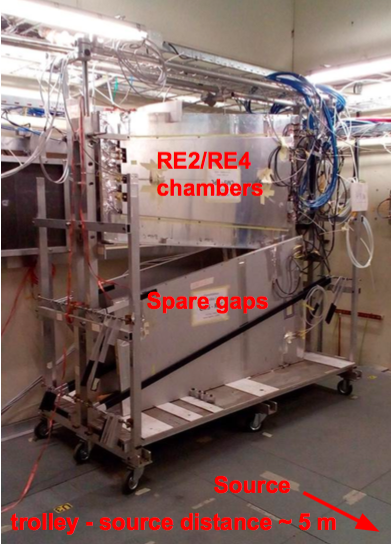 RE2/RE4
chambers
Spare gaps
Source
trolley - source distance ~ 5 m